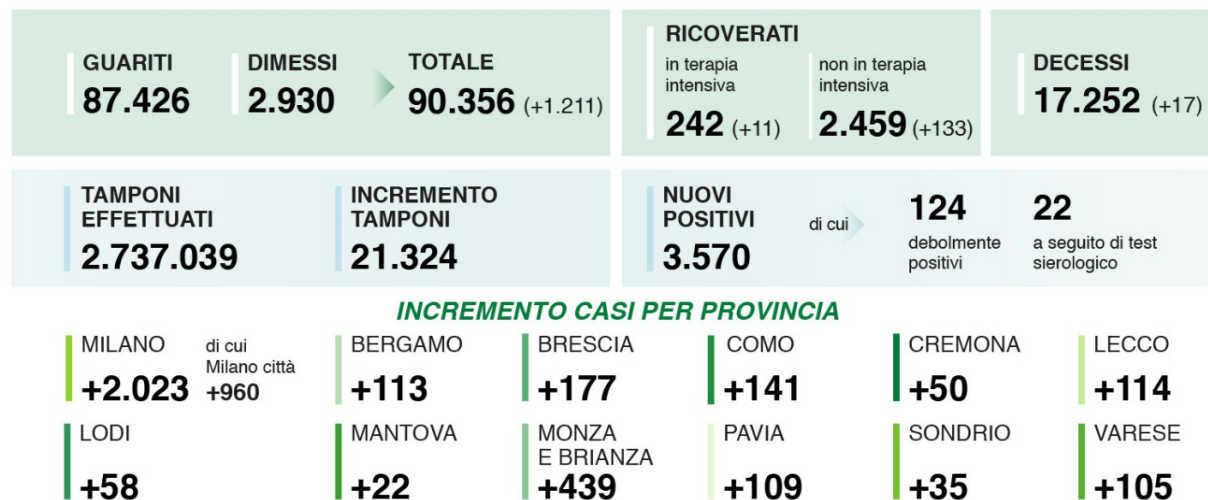 GUARITI
87.426
DIMESSI
2.930
TOTALE
90.356 (+1.211)
RICOVERATI
in terapia
intensiva
242 (+11)
non in terapia
intensiva
2.459 (+133)
DECESSI
17.252 (+17)
TAMPONI
EFFETTUATI
2.737.039
INCREMENTO
TAMPONI
21.324
NUOVI
POSITIVI
3.570
di cui
124
debolmente
positivi
22
a seguito di test
sierologico
INCREMENTO CASI PER PROVINCIA
MILANO
+2.023
di cui
Milano città
+960
BERGAMO
+113
BRESCIA
+177
COMO
+141
CREMONA
+50
LECCO
+114
LODI
+58
MANTOVA
+22
MONZA
E BRIANZA
+439
PAVIA
+109
SONDRIO
+35
VARESE
+105